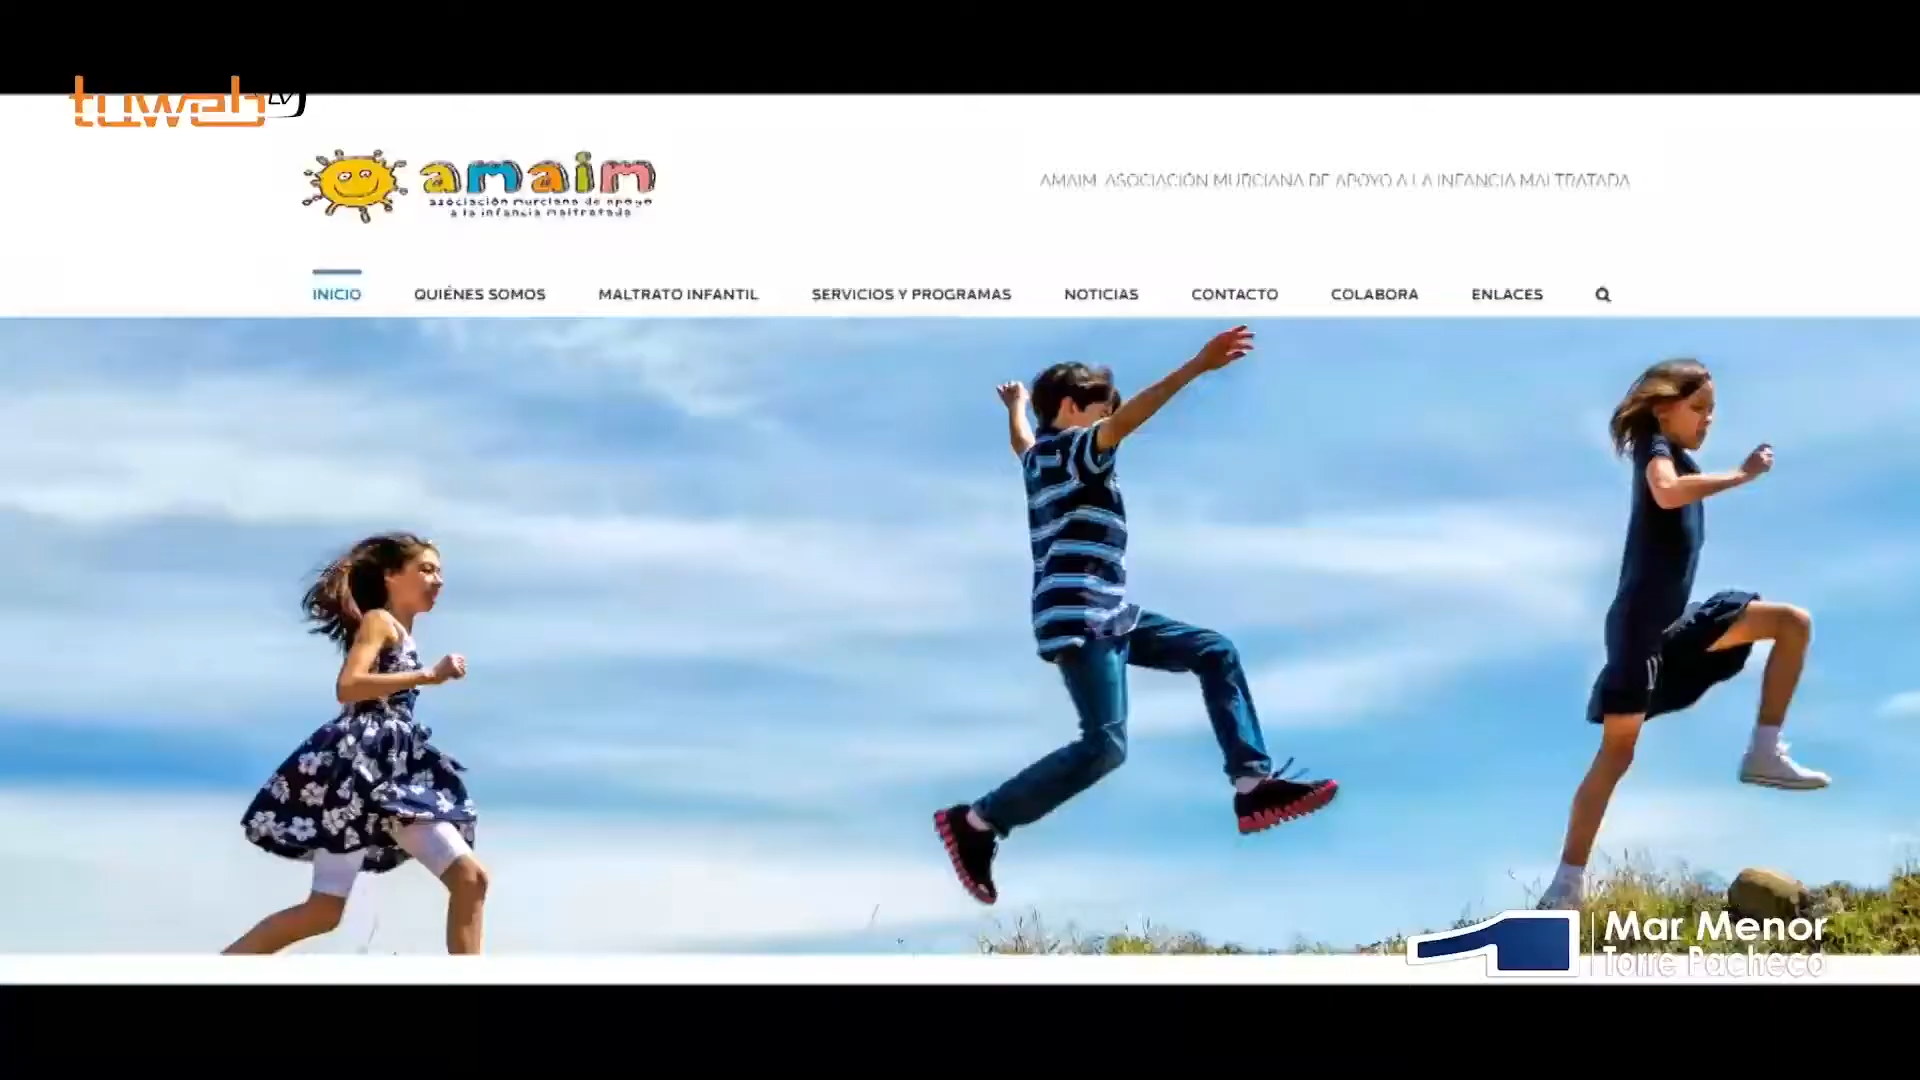 tuweb tv
amaim
asociación murciana de apoyo
a la infancia maltratada
AMAIM. ASOCIACIÓN MURCIANA DE APOYO A LA INFANCIA MALTRATADA
INICIO QUIÉNES SOMOS MALTRATO INFANTIL SERVICIOS Y PROGRAMAS NOTICIAS CONTACTO COLABORA ENLACES
1 Mar Menor
Torre Pacheco